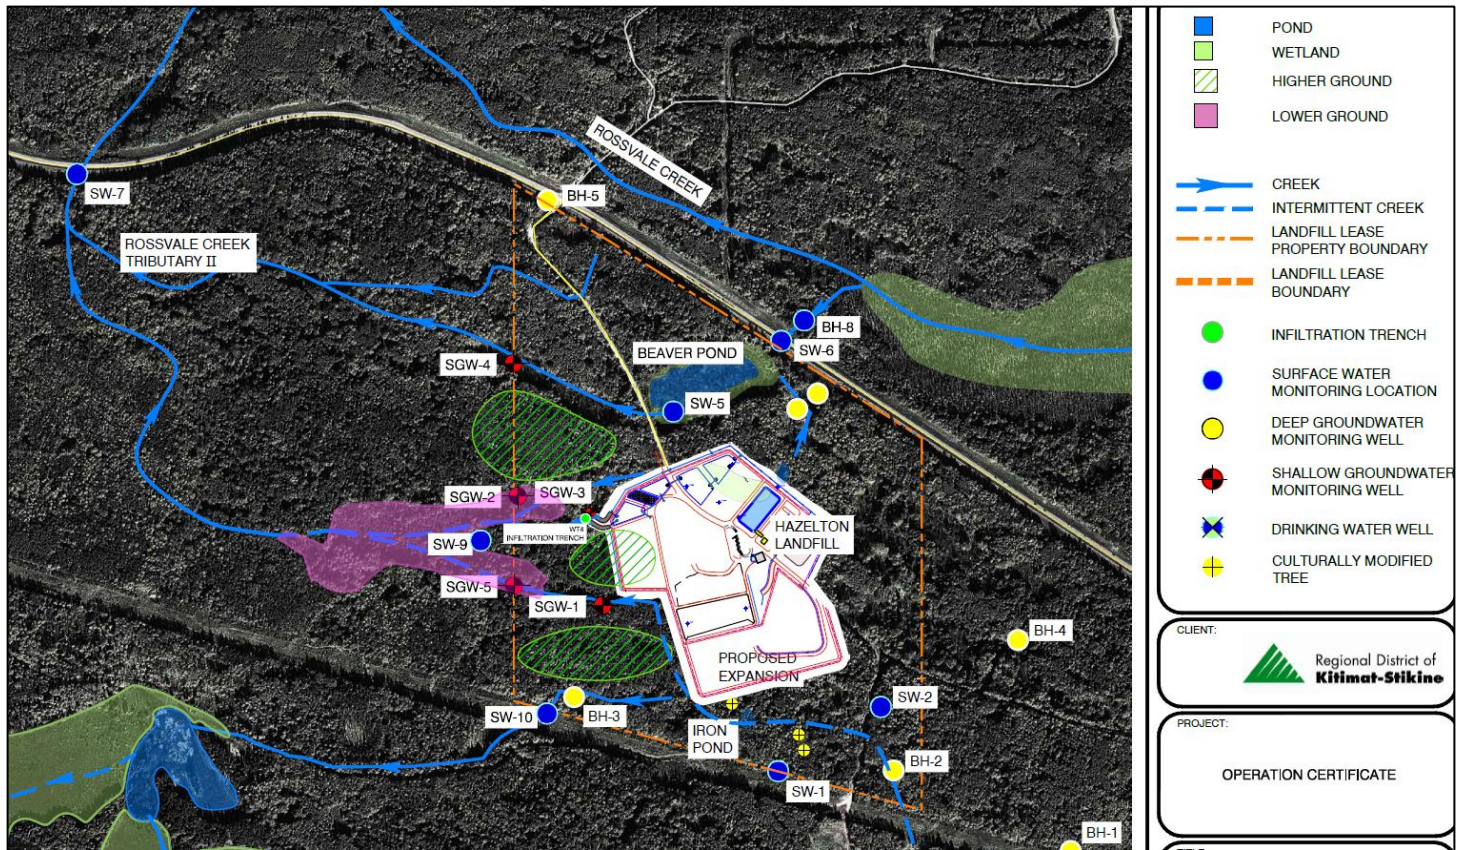 ROSSVALE CREEK
BH-5
SW-7
ROSSVALE CREEK
TRIBUTARY II
BH-8
SW-6
BEAVER POND
SGW-4
SW-5
SGW-2
SGW-3
WT4
INFILTRATION TRENCH
HAZELTON
LANDFILL
SW-9
SGW-5
SGW-1
BH-4
PROPOSED
EXPANSION
SW-2
SW-10
BH-3
IRON
POND
BH-2
SW-1
BH-1
POND
WETLAND
HIGHER GROUND
LOWER GROUND
CREEK
INTERMITTENT CREEK
LANDFILL LEASE
PROPERTY BOUNDARY
LANDFILL LEASE
BOUNDARY
INFILTRATION TRENCH
SURFACE WATER
MONITORING LOCATION
DEEP GROUNDWATER
MONITORING WELL
SHALLOW GROUNDWATER
MONITORING WELL
DRINKING WATER WELL
CULTURALLY MODIFIED
TREE
CLIENT:
Regional District of
Kitimat-Stikine
PROJECT:
OPERATION CERTIFICATE